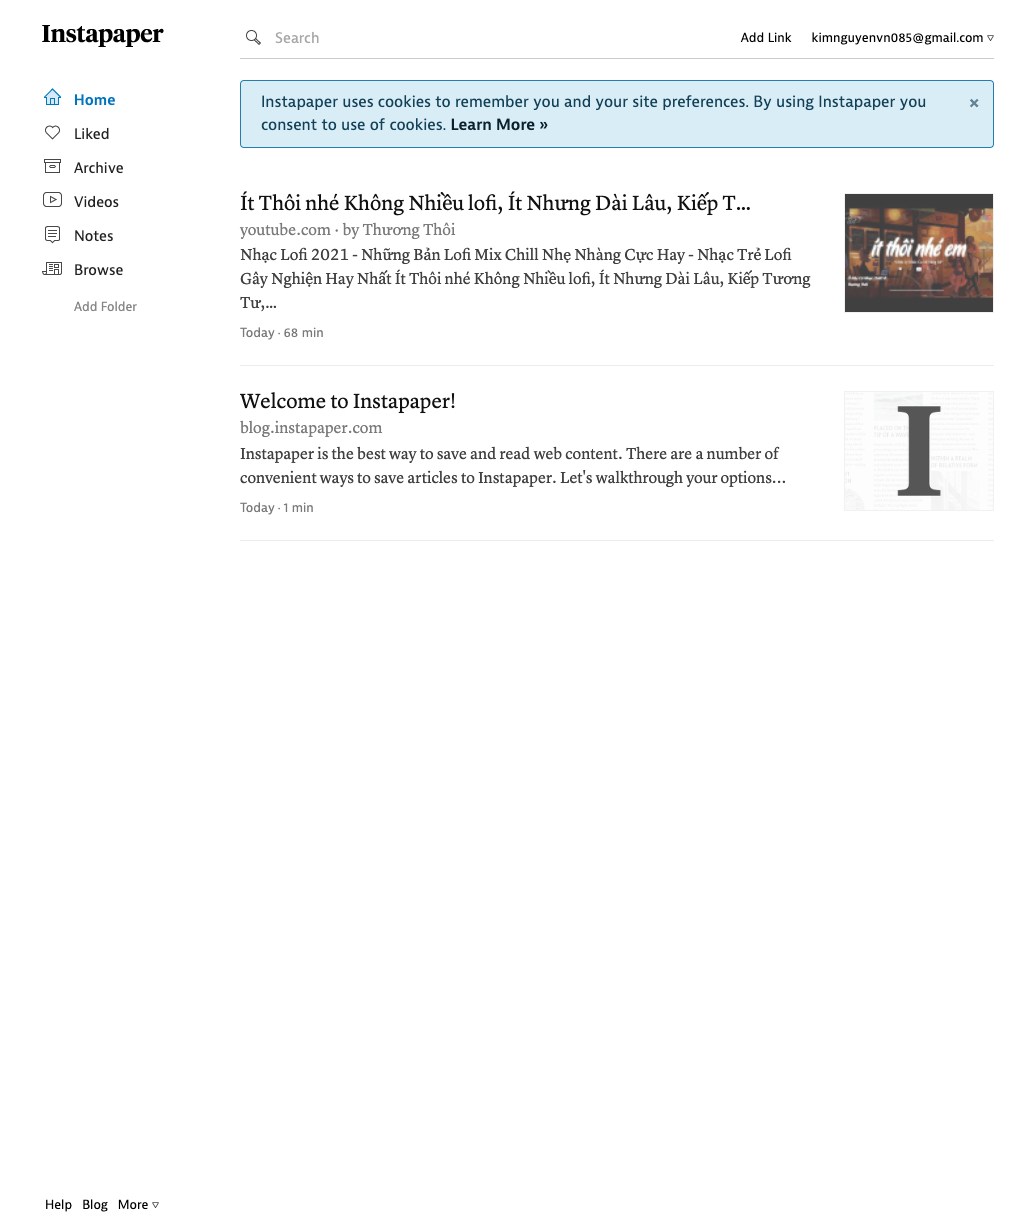 Instapaper
Search
Add Link
kimnguyenvn085@gmail.com
Home
Liked
Archive
Videos
Notes
Browse
Add Folder
Instapaper uses cookies to remember you and your site preferences. By using Instapaper you
consent to use of cookies. Learn More »
×
Ít Thôi nhé Không Nhiều lofi, Ít Nhưng Dài Lâu, Kiếp T...
youtube.com · by Thương Thôi
Nhạc Lofi 2021 - Những Bản Lofi Mix Chill Nhẹ Nhàng Cực Hay - Nhạc Trẻ Lofi
Gây Nghiện Hay Nhất Ít Thôi nhé Không Nhiều lofi, Ít Nhưng Dài Lâu, Kiếp Tương
Tư,...
Today · 68 min
ít thôi nhé em
Welcome to Instapaper!
blog.instapaper.com
Instapaper is the best way to save and read web content. There are a number of
convenient ways to save articles to Instapaper. Let's walkthrough your options...
Today · 1 min
I
Help
Blog
More